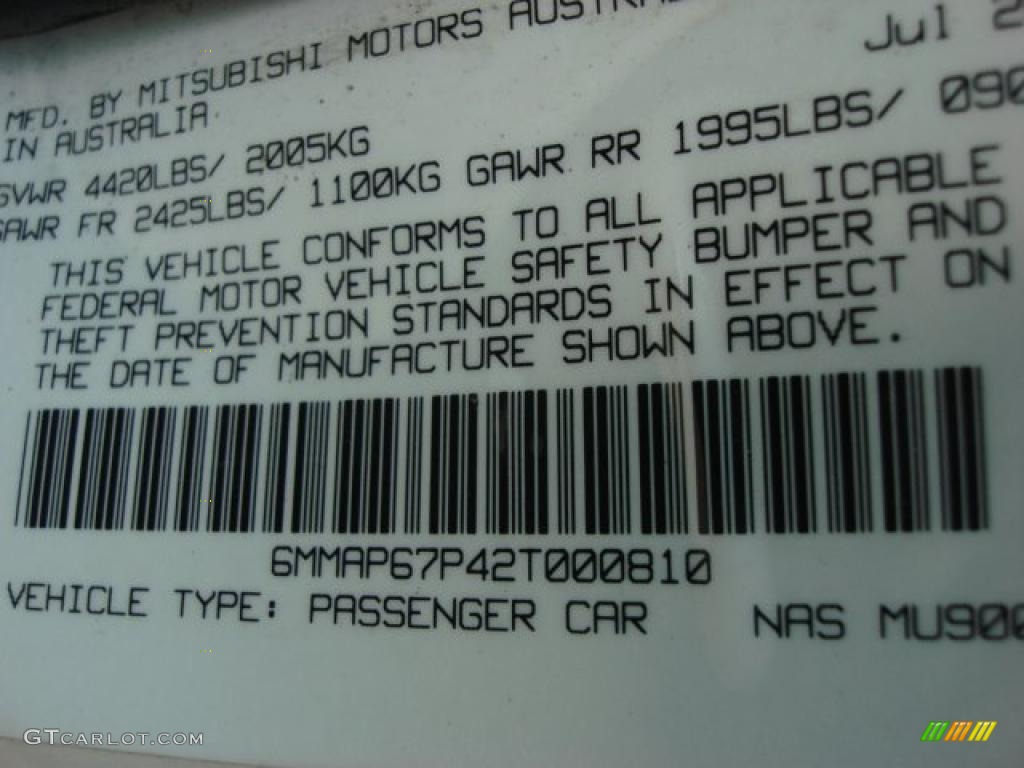 Jul
MFD. BY MITSUBISHI MOTORS
IN AUSTRALIA
GVWR 4420LBS/ 2005KG
GAWR FR 2425LBS/ 1100KG GAWR RR 1995LBS/ 090
THIS VEHICLE CONFORMS TO ALL APPLICABLE
FEDERAL MOTOR VEHICLE SAFETY BUMPER AND
THEFT PREVENTION STANDARDS IN EFFECT ON
THE DATE OF MANUFACTURE SHOWN ABOVE.
6MMAP67P42T000810
VEHICLE TYPE: PASSENGER CAR NAS MU900
GTCARLOT.COM